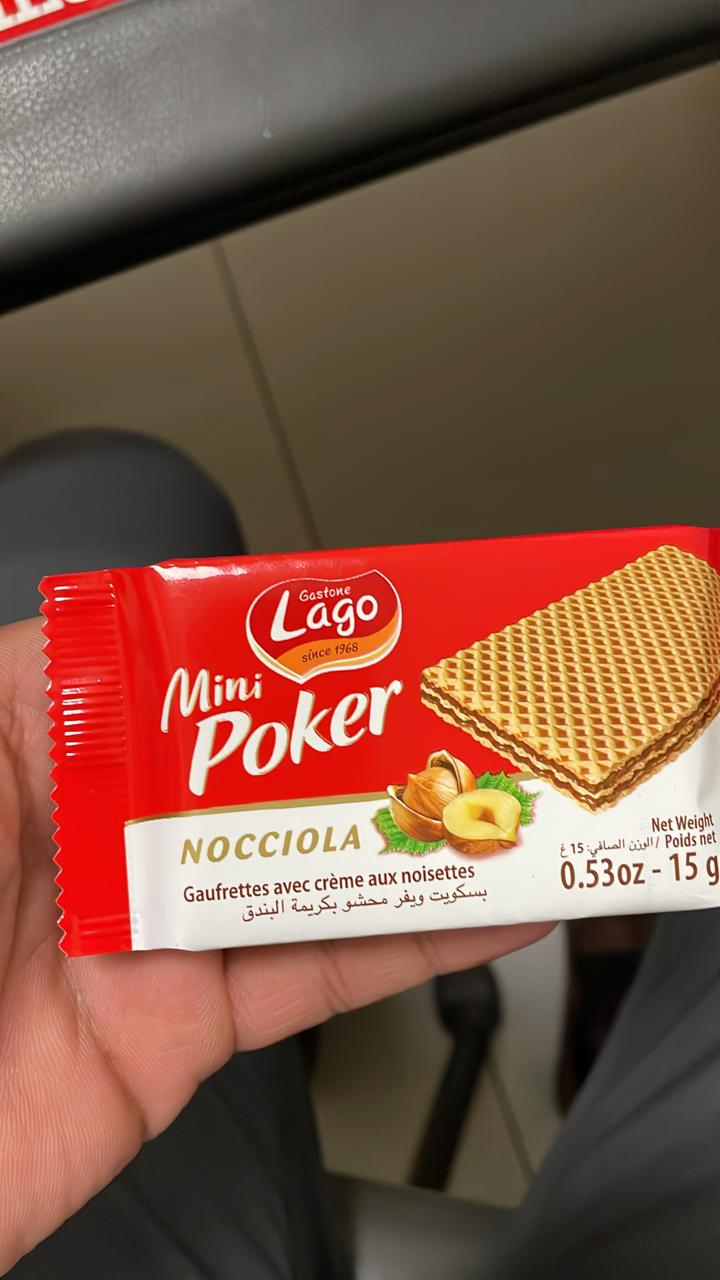 Gastone
Lago
since 1968
Mini
Poker
NOCCIOLA
Gaufrettes avec crème aux noisettes
بسكويت ويفر محشو بكريمة البندق
Net Weight
الوزن الصافي: 15 غ / Poids net
0.53oz - 15 g